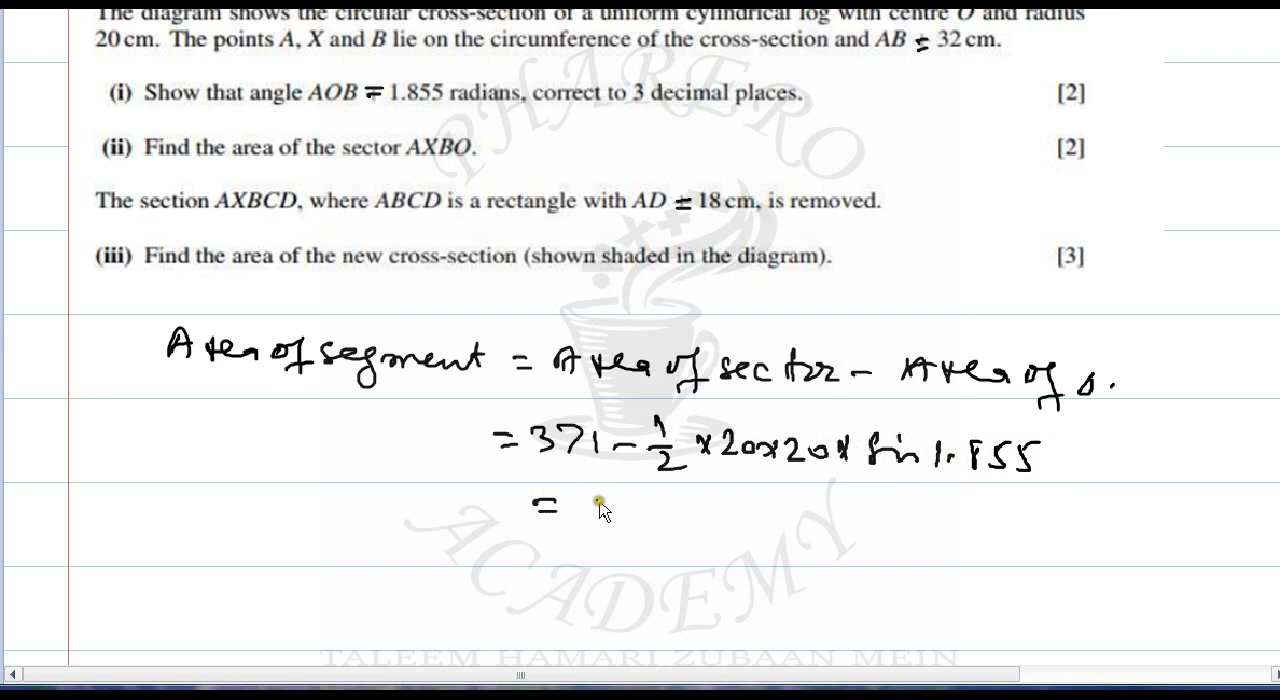 The diagram shows the circular cross-section of a uniform cylindrical log with centre O and radius
20 cm. The points A, X and B lie on the circumference of the cross-section and AB = 32 cm.
(i) Show that angle AOB = 1.855 radians, correct to 3 decimal places. [2]
(ii) Find the area of the sector AXBO. [2]
The section AXBCD, where ABCD is a rectangle with AD = 18 cm, is removed.
(iii) Find the area of the new cross-section (shown shaded in the diagram). [3]
Area of segment = Area of sector - Area of Δ.
= 371 - 1/2 × 20 × 20 × Sin 1.855
=
PHARERO
ACADEMY
TALEEM HAMARI ZUBAAN MEIN